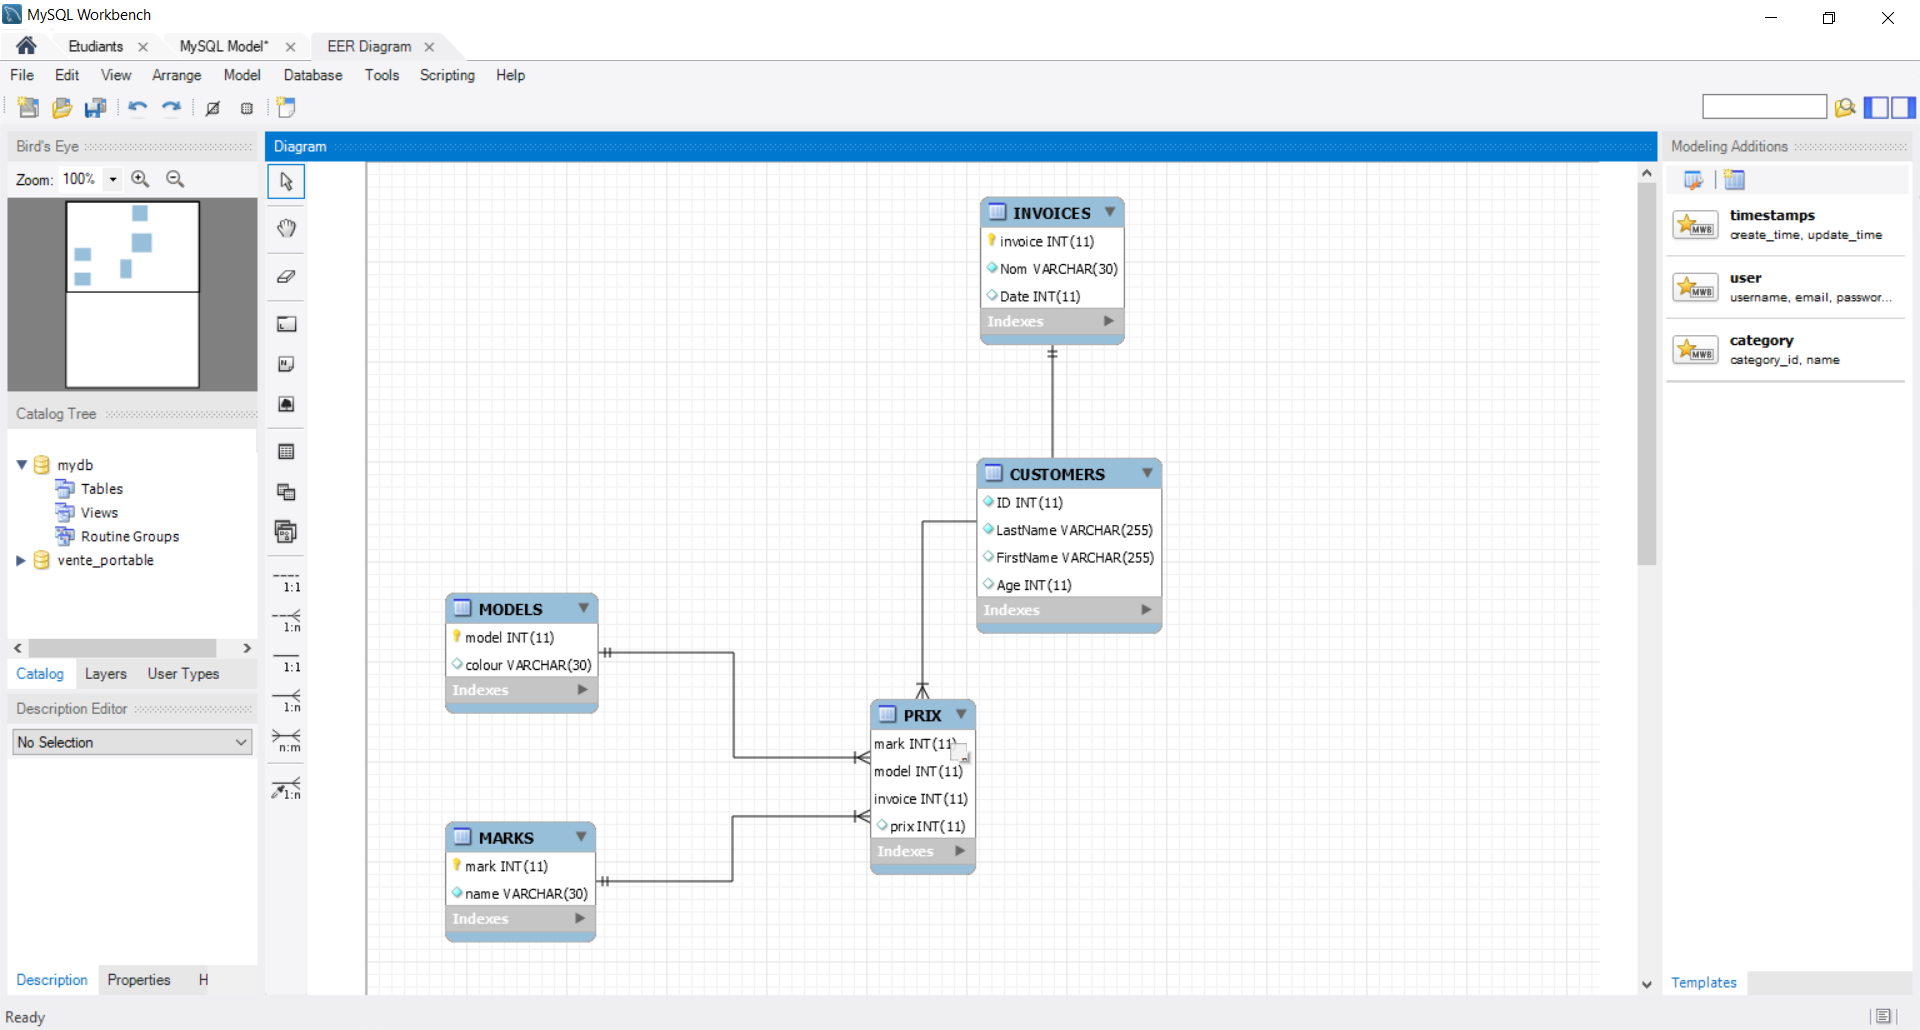 MySQL Workbench
Etudiants
MySQL Model*
EER Diagram
File Edit View Arrange Model Database Tools Scripting Help
Bird's Eye
Zoom: 100%
Catalog Tree
mydb
Tables
Views
Routine Groups
vente_portable
Catalog Layers User Types
Description Editor
No Selection
Description Properties H
Ready
Diagram
1:1
1:n
1:1
1:n
n:m
1:n
INVOICES
invoice INT(11)
Nom VARCHAR(30)
Date INT(11)
Indexes
CUSTOMERS
ID INT(11)
LastName VARCHAR(255)
FirstName VARCHAR(255)
Age INT(11)
Indexes
MODELS
model INT(11)
colour VARCHAR(30)
Indexes
PRIX
mark INT(11)
model INT(11)
invoice INT(11)
prix INT(11)
Indexes
MARKS
mark INT(11)
name VARCHAR(30)
Indexes
Modeling Additions
MWB
timestamps
create_time, update_time
MWB
user
username, email, passwor...
MWB
category
category_id, name
Templates